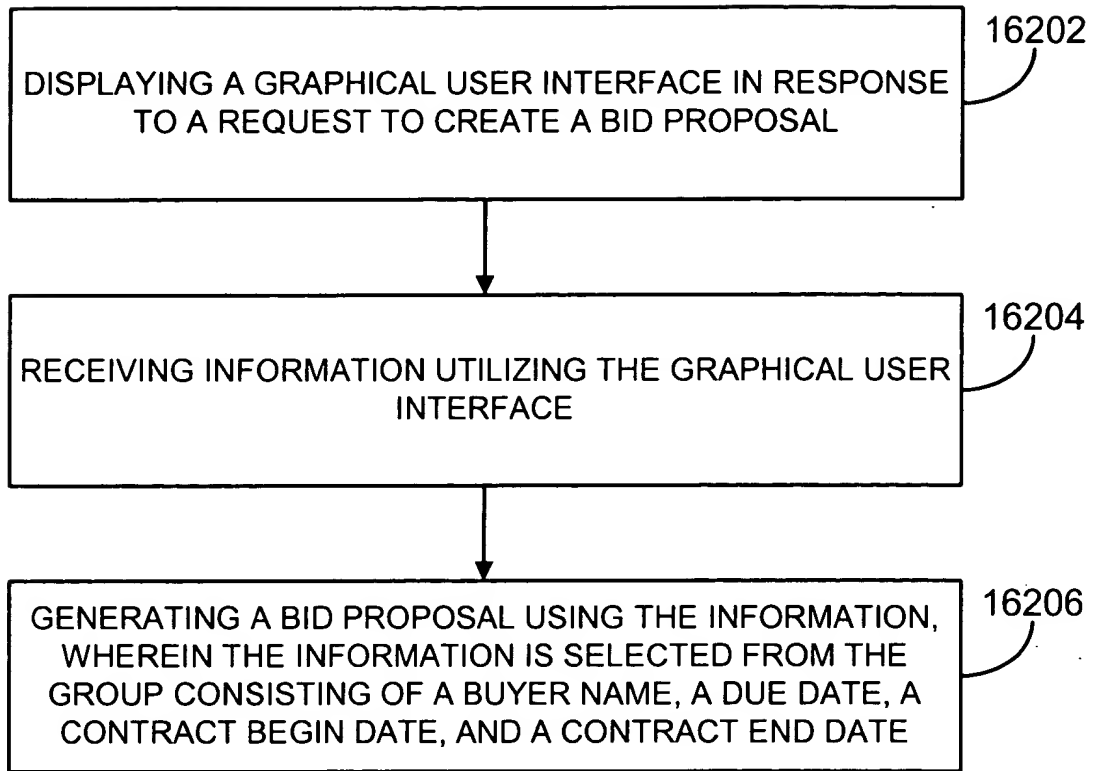 16202
DISPLAYING A GRAPHICAL USER INTERFACE IN RESPONSE
TO A REQUEST TO CREATE A BID PROPOSAL
16204
RECEIVING INFORMATION UTILIZING THE GRAPHICAL USER
INTERFACE
16206
GENERATING A BID PROPOSAL USING THE INFORMATION,
WHEREIN THE INFORMATION IS SELECTED FROM THE
GROUP CONSISTING OF A BUYER NAME, A DUE DATE, A
CONTRACT BEGIN DATE, AND A CONTRACT END DATE